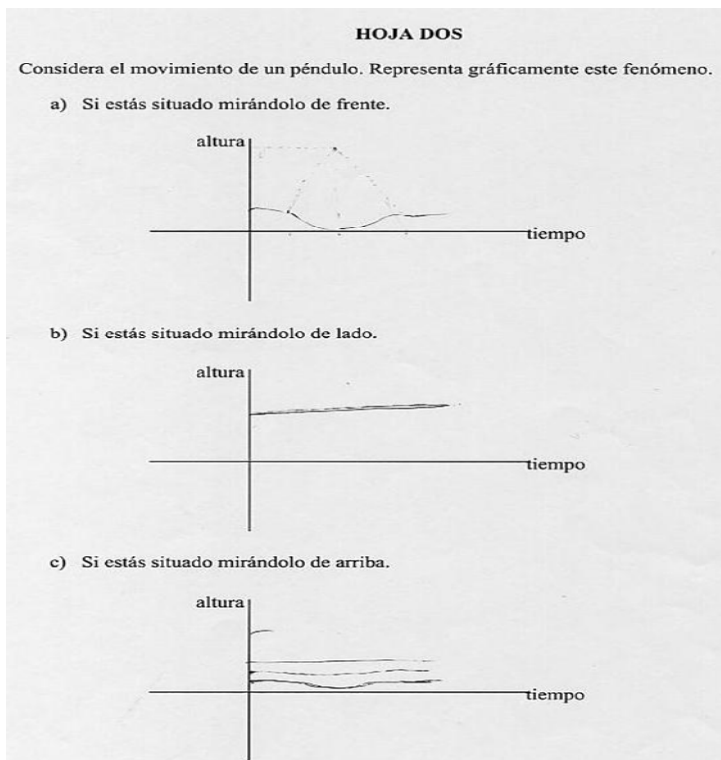 HOJA DOS
Considera el movimiento de un péndulo. Representa gráficamente este fenómeno.
a) Si estás situado mirándolo de frente.
altura
tiempo
b) Si estás situado mirándolo de lado.
altura
tiempo
c) Si estás situado mirándolo de arriba.
altura
tiempo